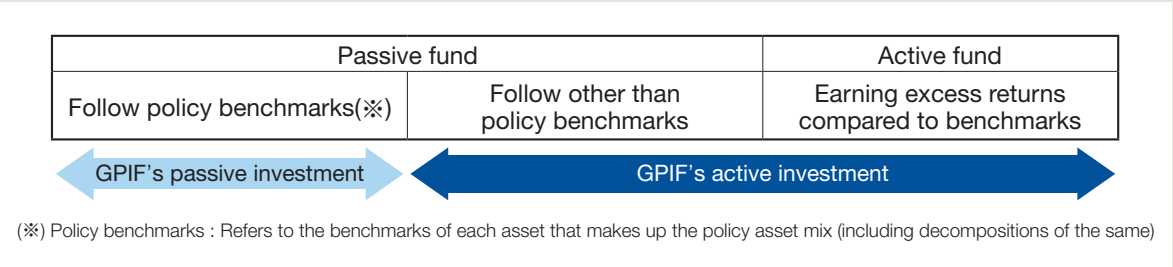 Passive fund
Active fund
Follow policy benchmarks(※)
Follow other than
policy benchmarks
Earning excess returns
compared to benchmarks
GPIF's passive investment
GPIF's active investment
(※) Policy benchmarks : Refers to the benchmarks of each asset that makes up the policy asset mix (including decompositions of the same)